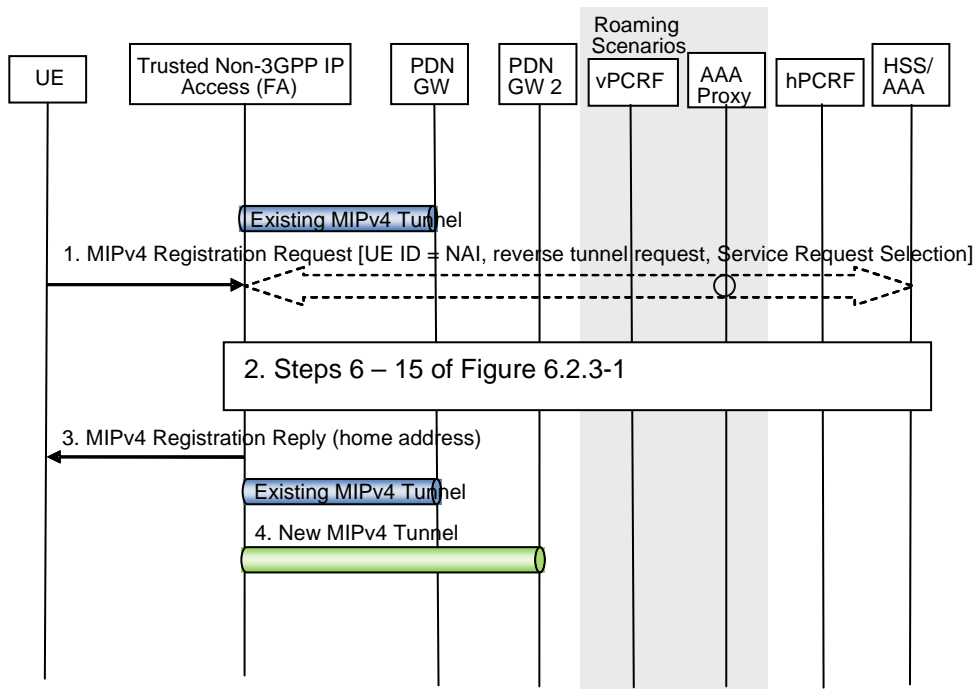 Roaming
Scenarios
UE
Trusted Non-3GPP IP
Access (FA)
PDN
GW
PDN
GW 2
vPCRF
AAA
Proxy
hPCRF
HSS/
AAA
Existing MIPv4 Tunnel
1. MIPv4 Registration Request [UE ID = NAI, reverse tunnel request, Service Request Selection]
2. Steps 6 – 15 of Figure 6.2.3-1
3. MIPv4 Registration Reply (home address)
Existing MIPv4 Tunnel
4. New MIPv4 Tunnel